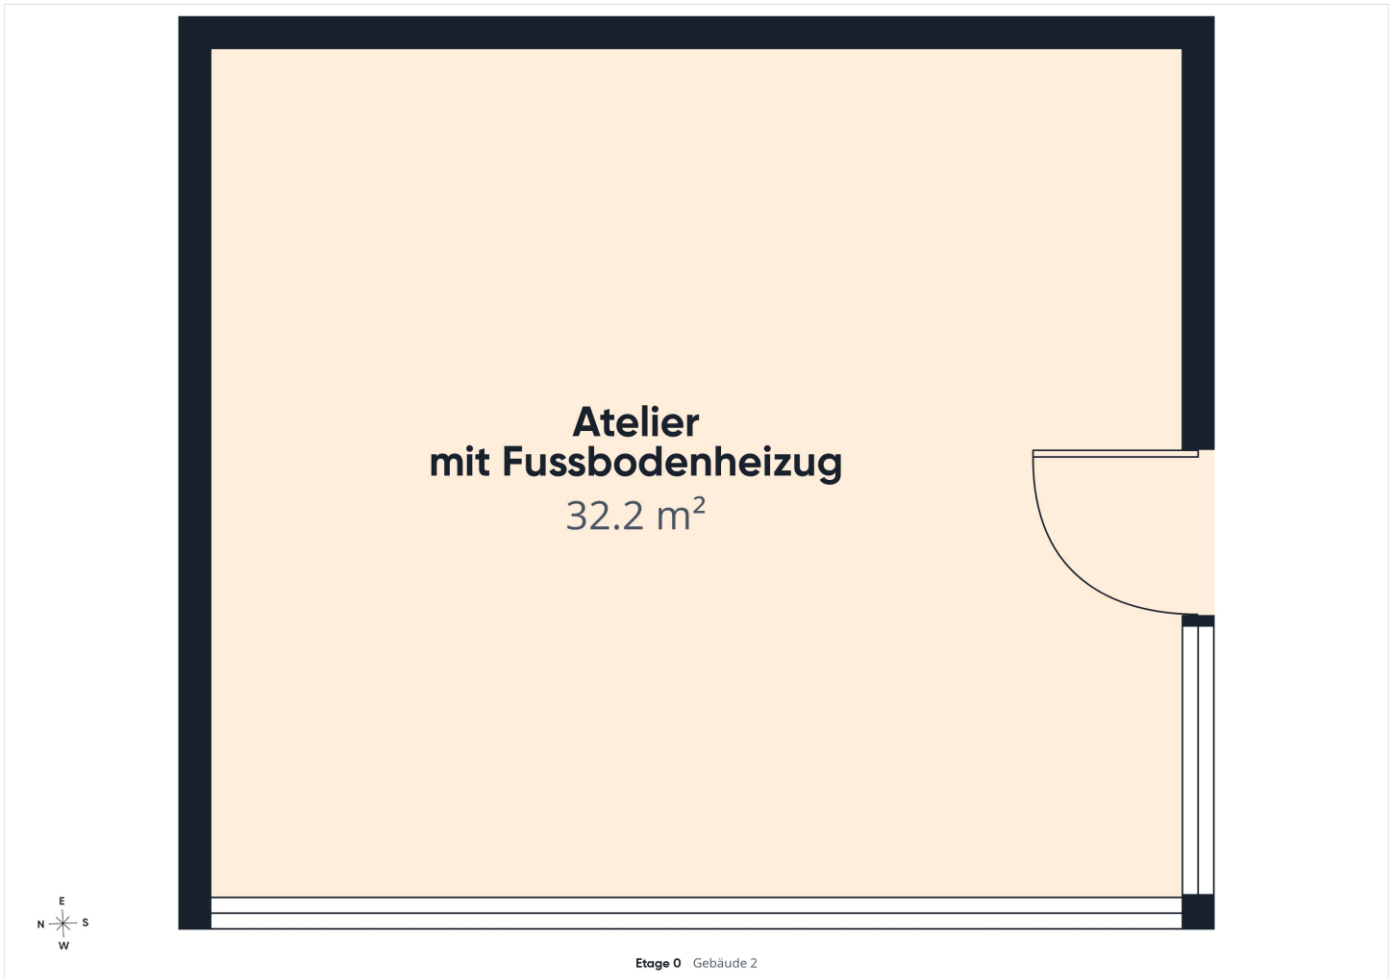 Atelier
mit Fussbodenheizug
32.2 m²
E
N S
W
Etage 0 Gebäude 2